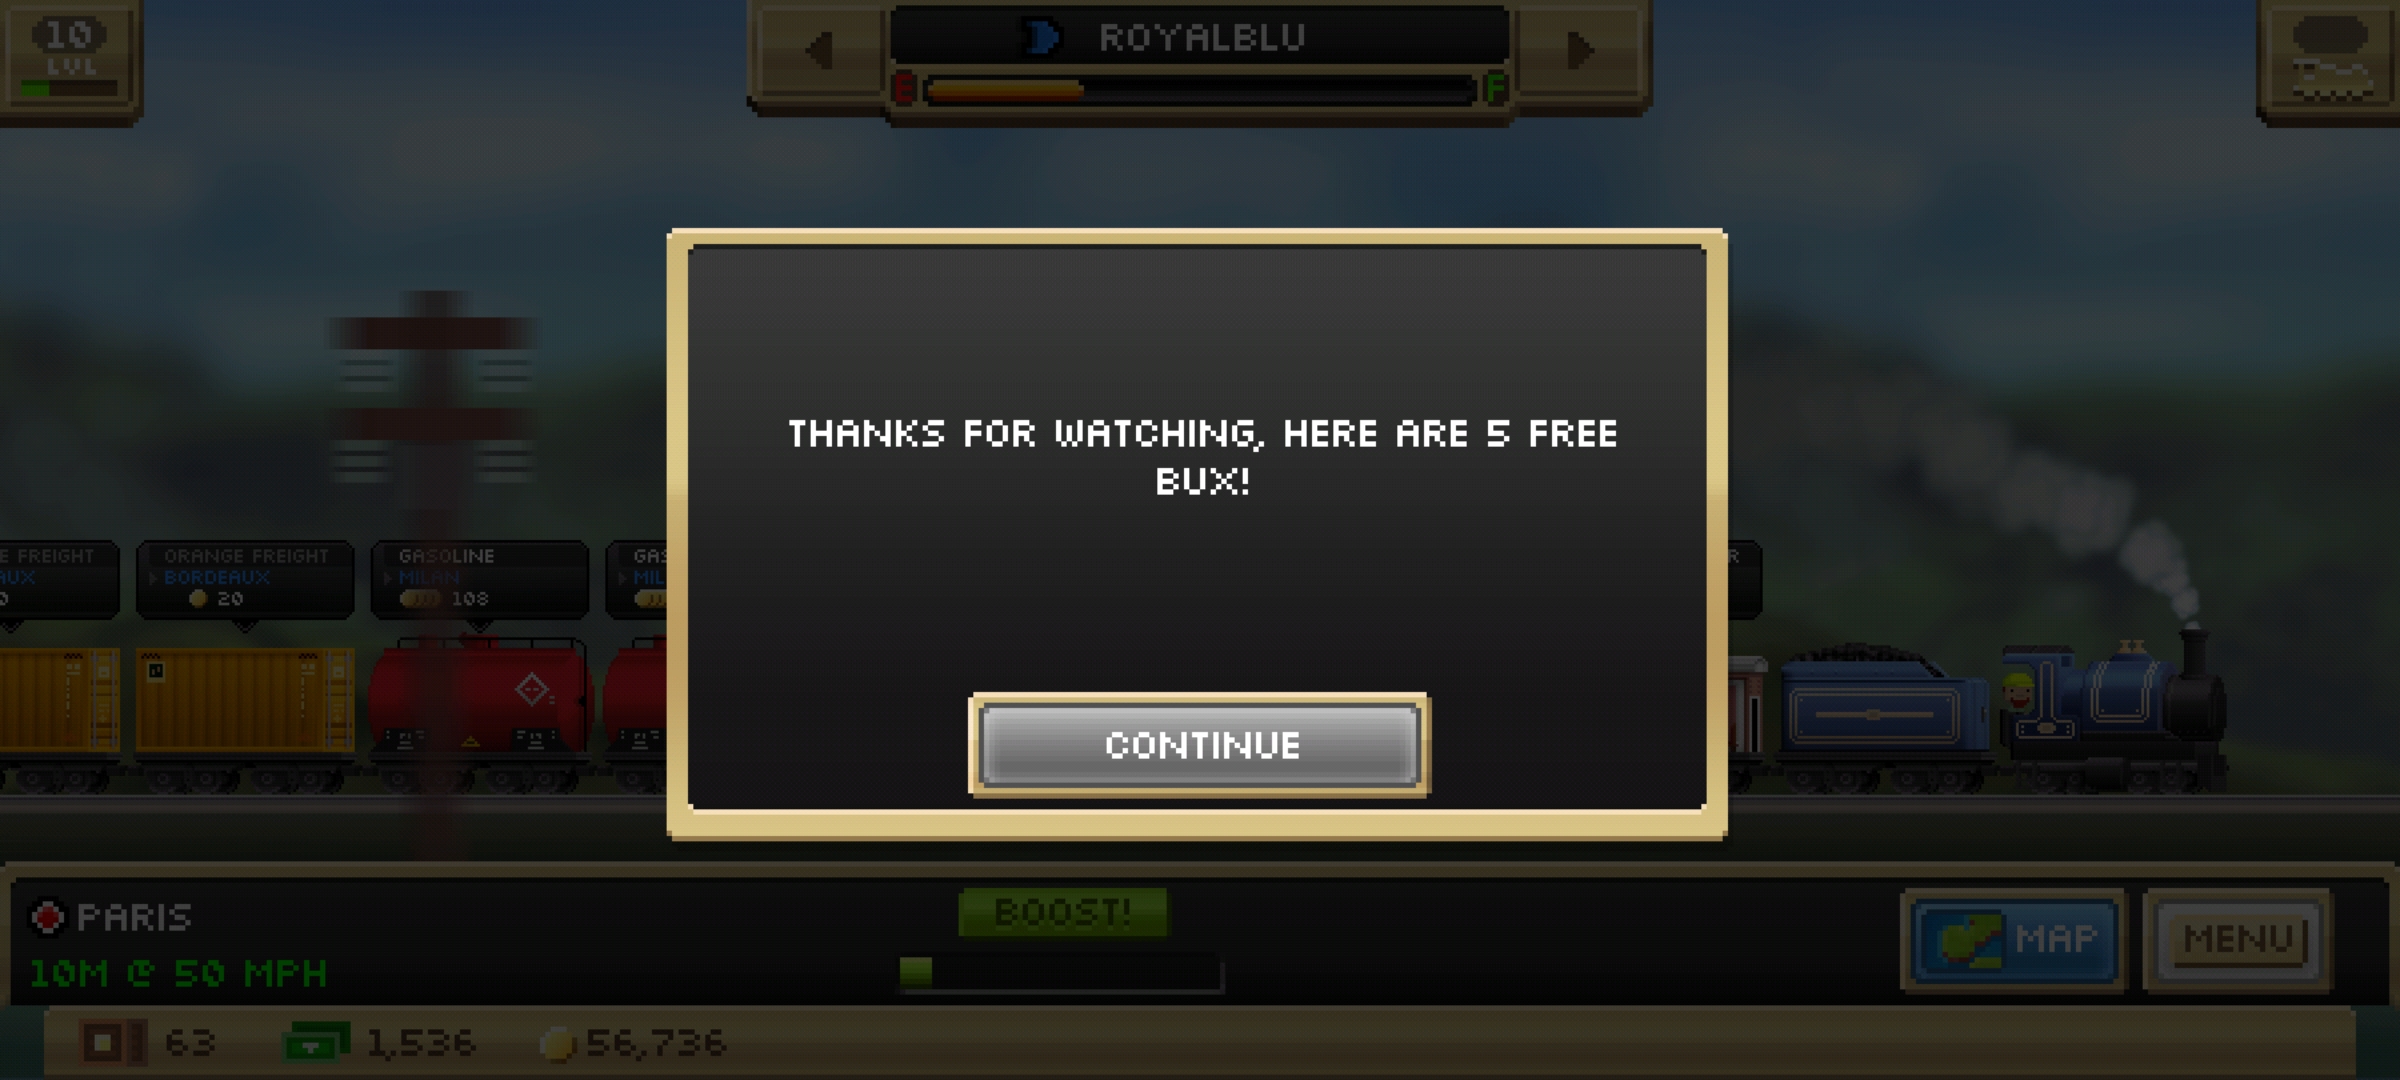 10
LVL
ROYALBLU
E
F
THANKS FOR WATCHING, HERE ARE 5 FREE
BUX!
CONTINUE
FREIGHT
ORANGE FREIGHT
BORDEAUX
20
GASOLINE
MILAN
108
PARIS
10M @ 50 MPH
BOOST!
MAP
MENU
63
1,536
56,736